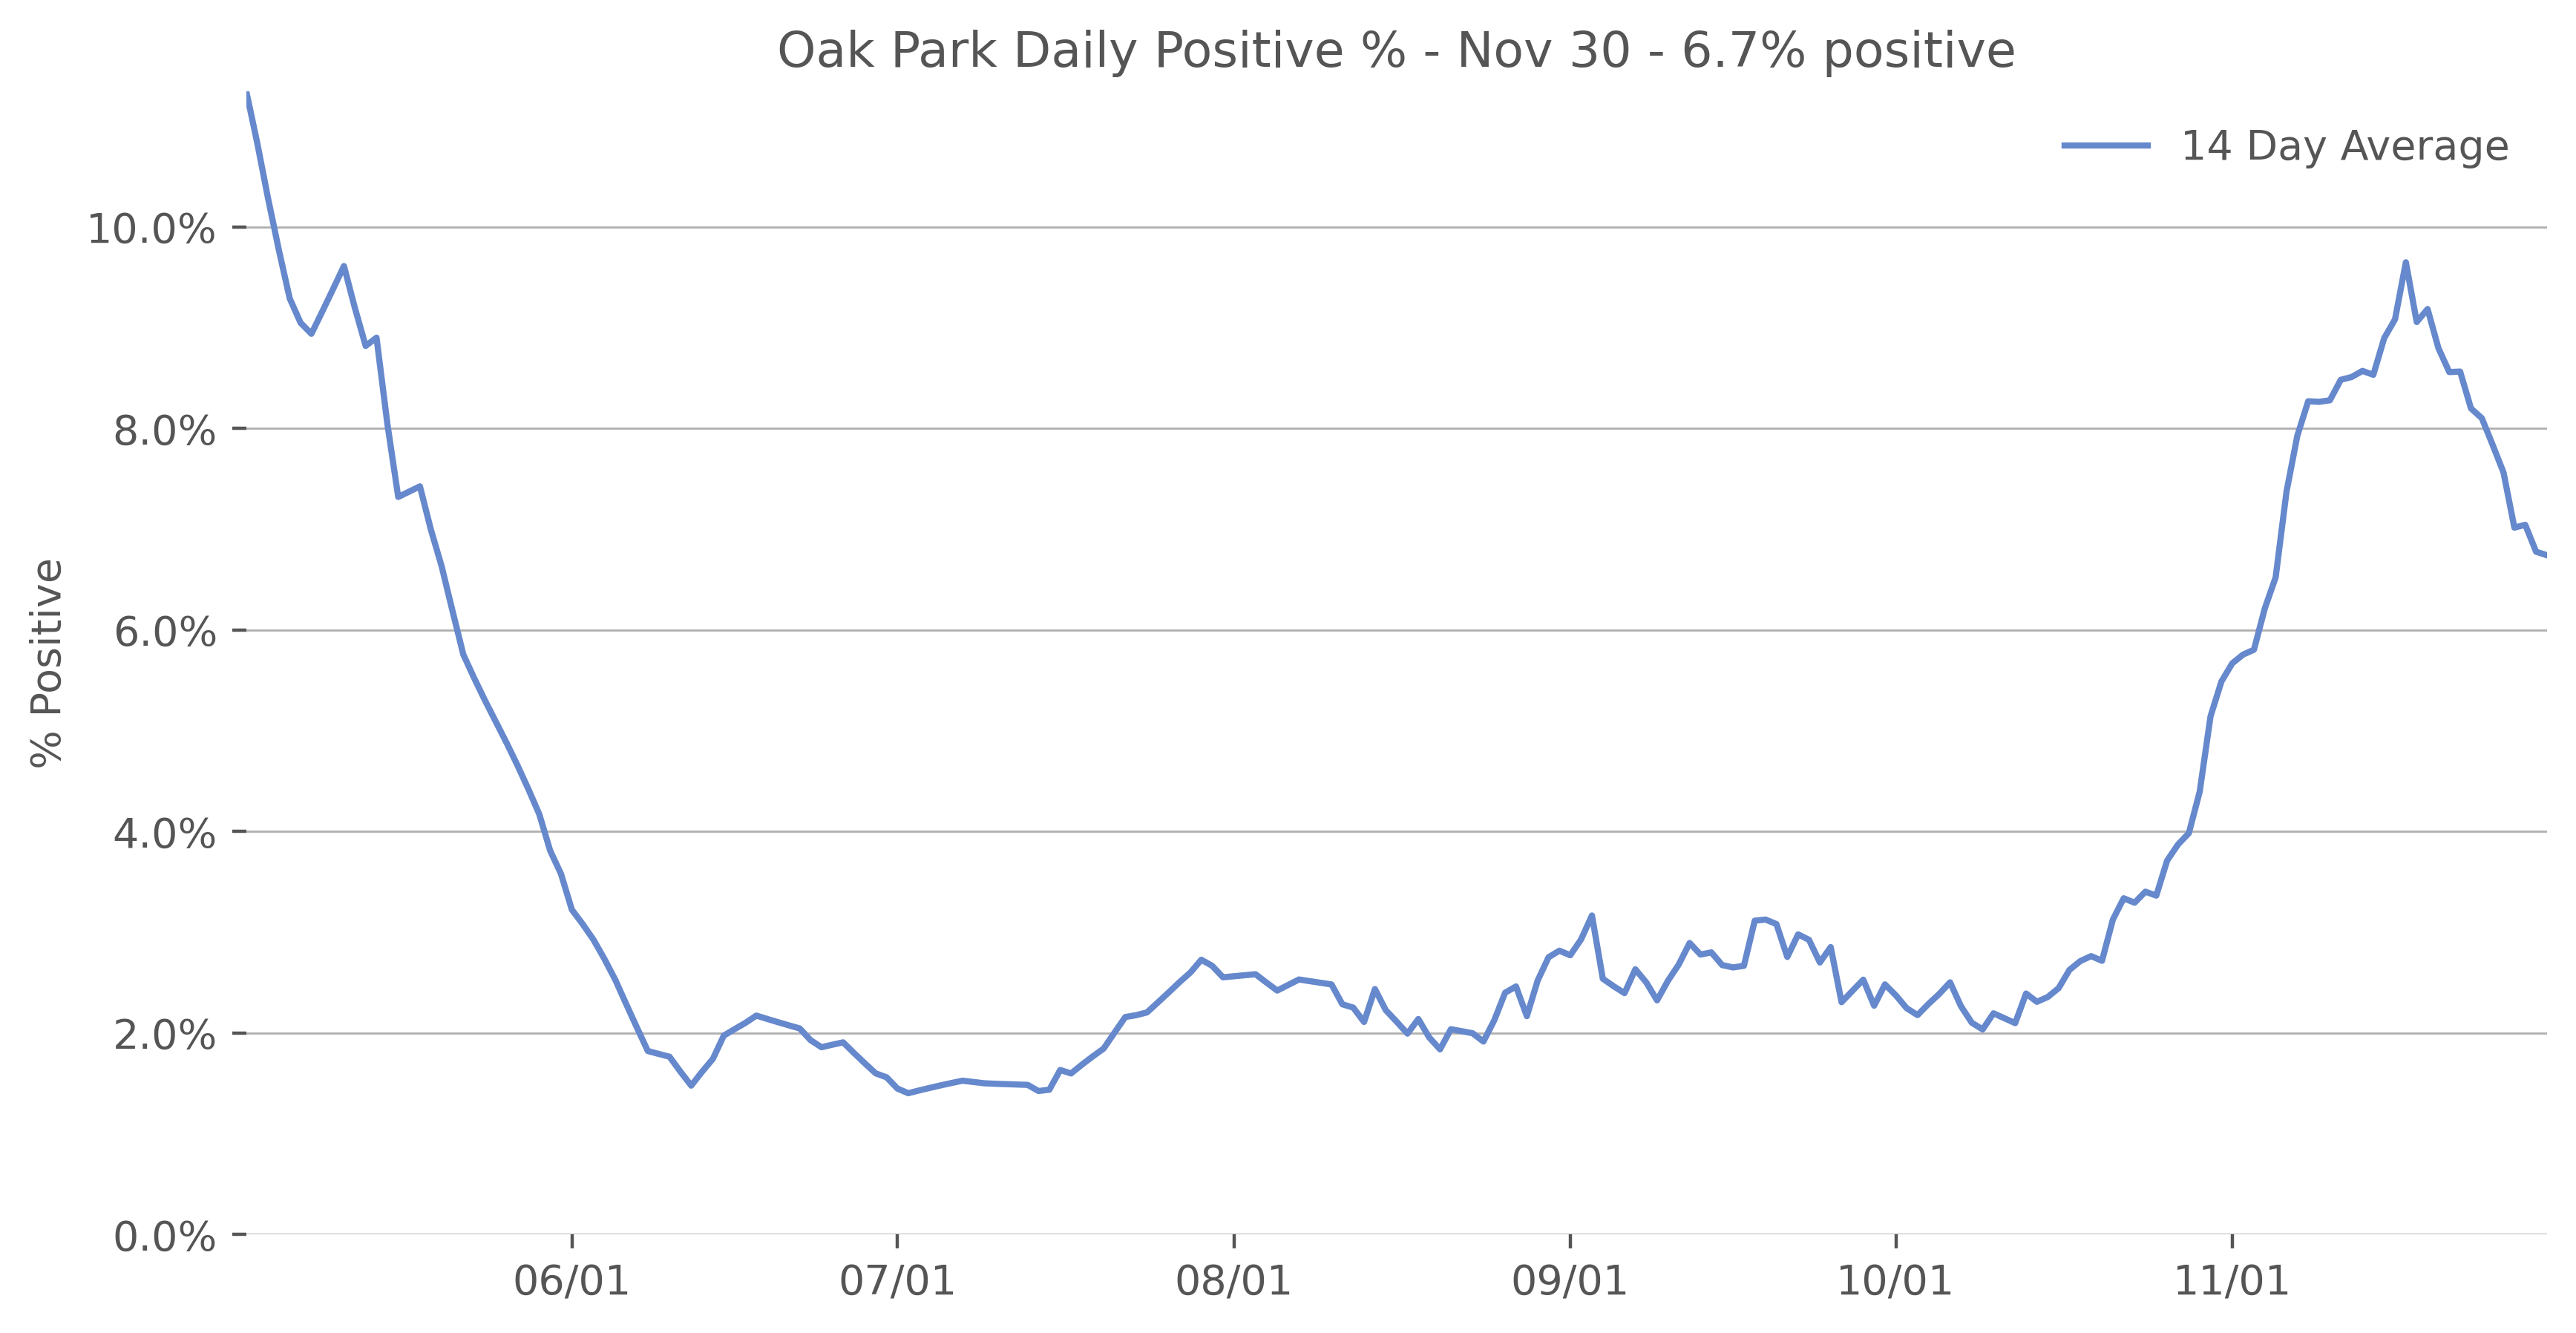 Oak Park Daily Positive % - Nov 30 - 6.7% positive
14 Day Average
10.0%
8.0%
6.0%
4.0%
2.0%
0.0%
% Positive
06/01 07/01 08/01 09/01 10/01 11/01